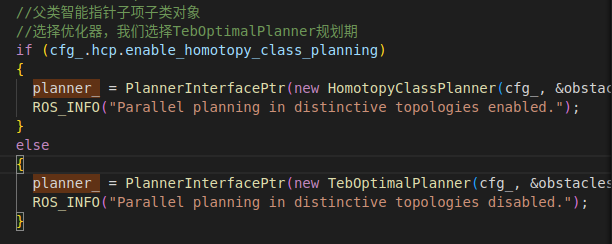 //父类智能指针子项子类对象
//选择优化器，我们选择TebOptimalPlanner规划期
if (cfg_.hcp.enable_homotopy_class_planning)
{
planner_ = PlannerInterfacePtr(new HomotopyClassPlanner(cfg_, &obstac
ROS_INFO("Parallel planning in distinctive topologies enabled.");
}
else
{
planner_ = PlannerInterfacePtr(new TebOptimalPlanner(cfg_, &obstacles
ROS_INFO("Parallel planning in distinctive topologies disabled.");
}